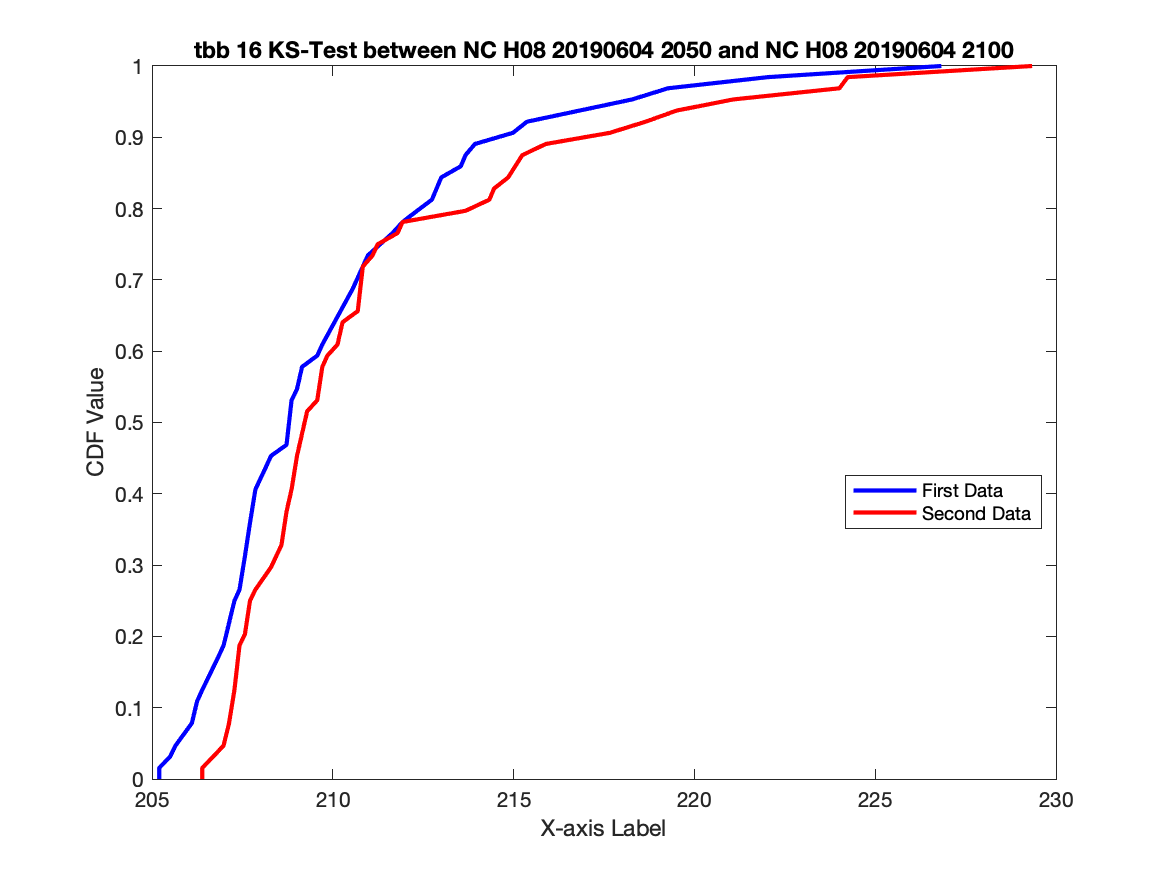 tbb 16 KS-Test between NC H08 20190604 2050 and NC H08 20190604 2100
1
0.9
0.8
0.7
0.6
0.5
0.4
0.3
0.2
0.1
0
CDF Value
First Data
Second Data
205 210 215 220 225 230
X-axis Label